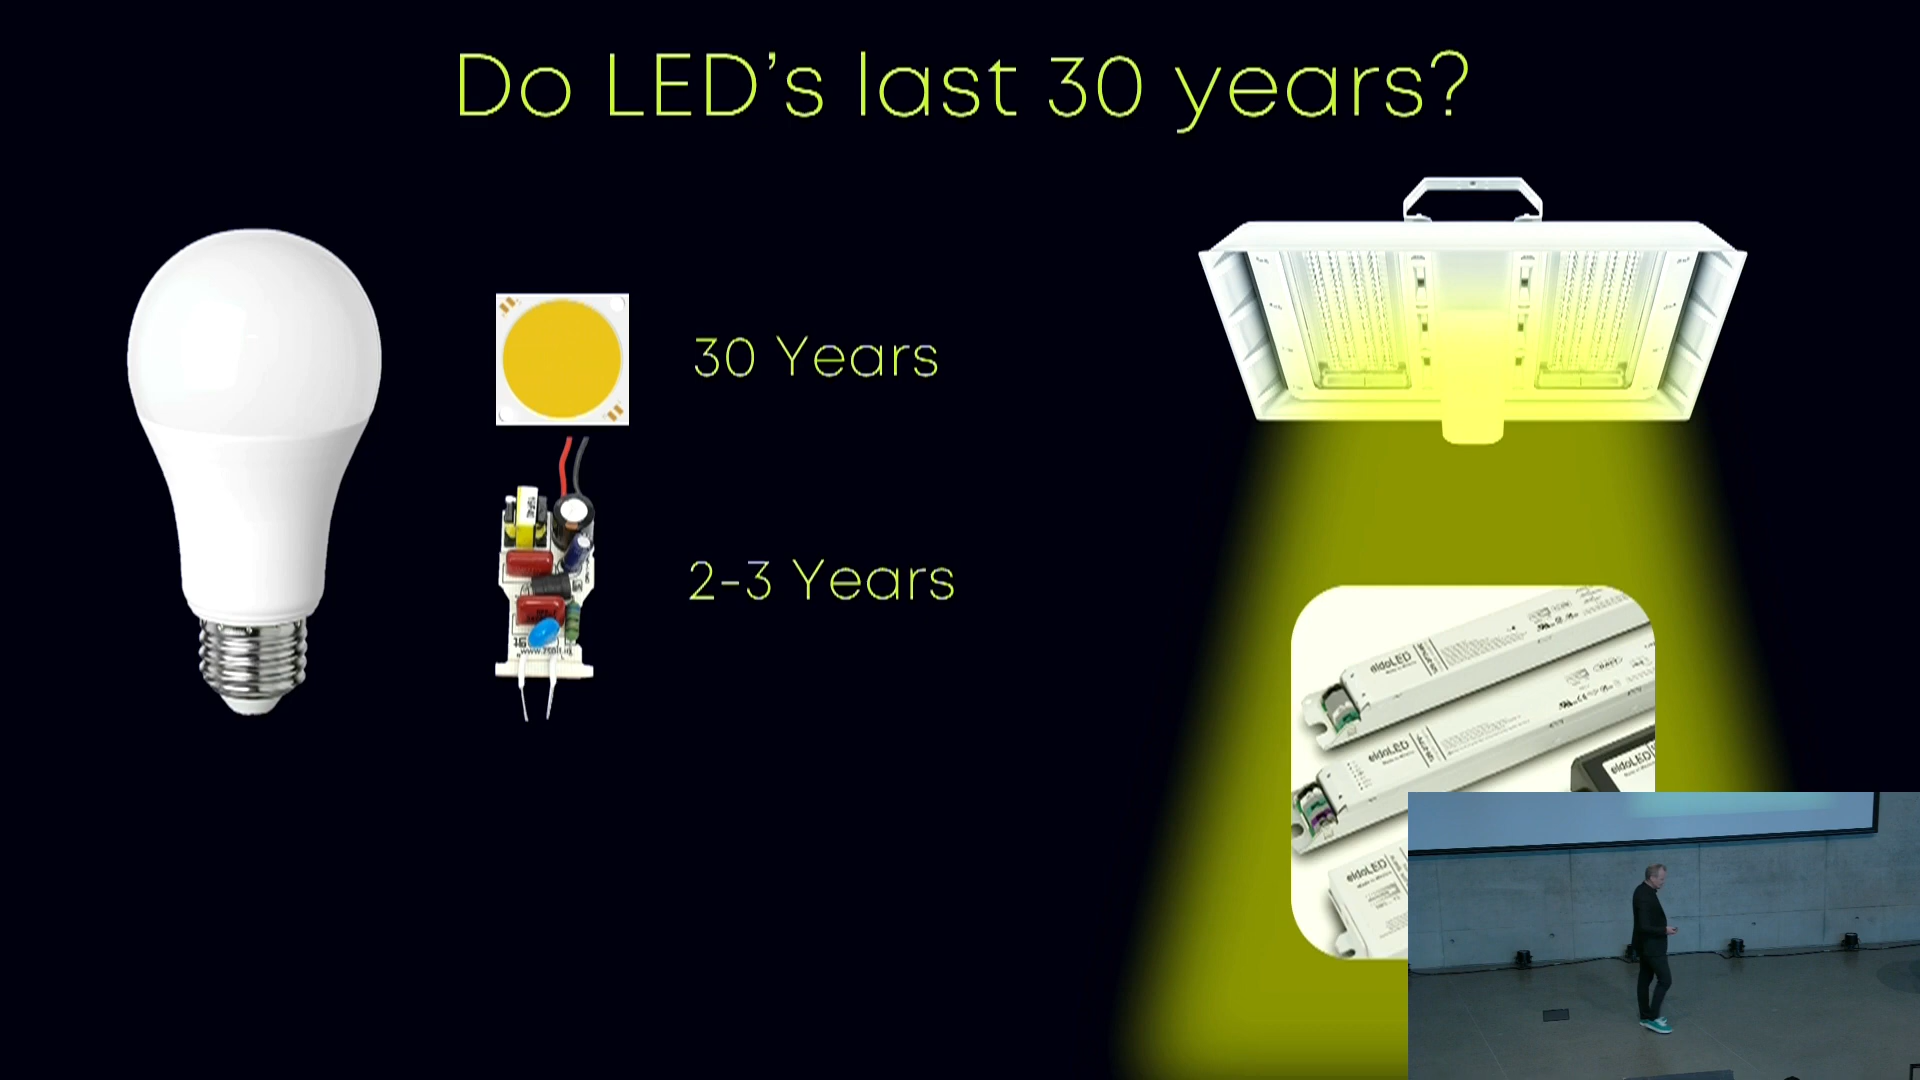 Do LED's last 30 years?
30 Years
2-3 Years
eldoLED
eldoLED
eldoLED
eldoLED